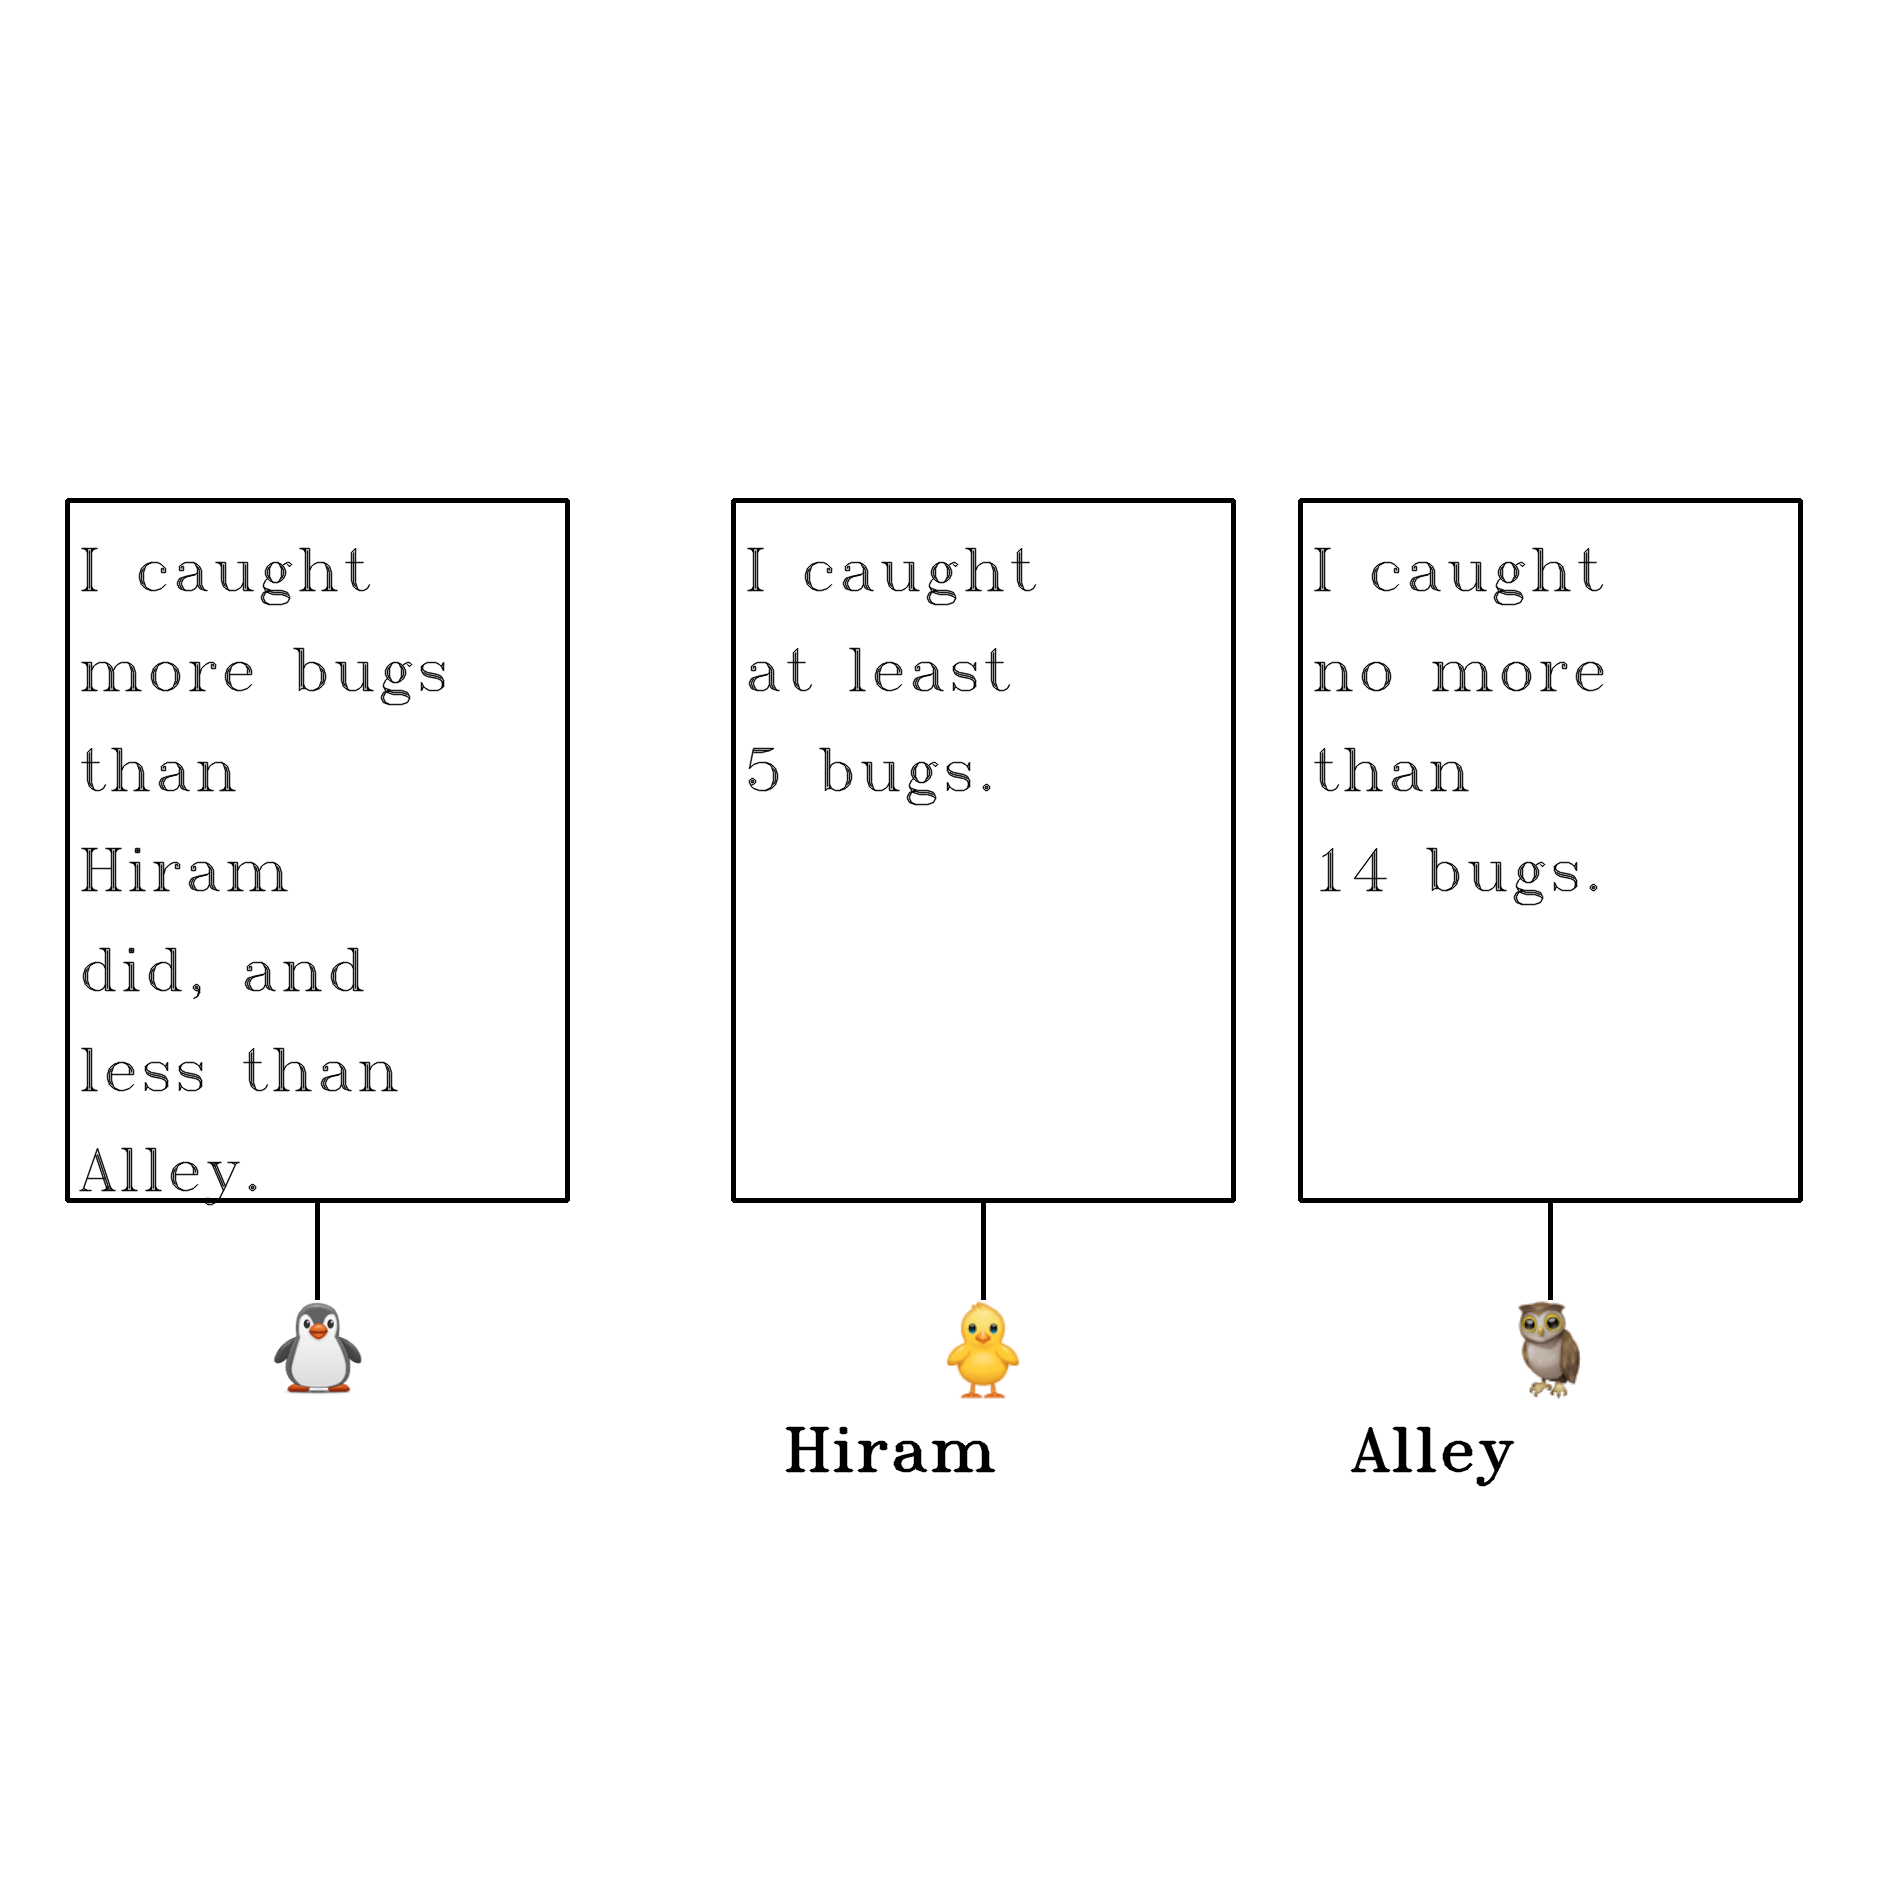 I caught
more bugs
than
Hiram
did, and
less than
Alley.
I caught
at least
5 bugs.
I caught
no more
than
14 bugs.
Hiram
Alley